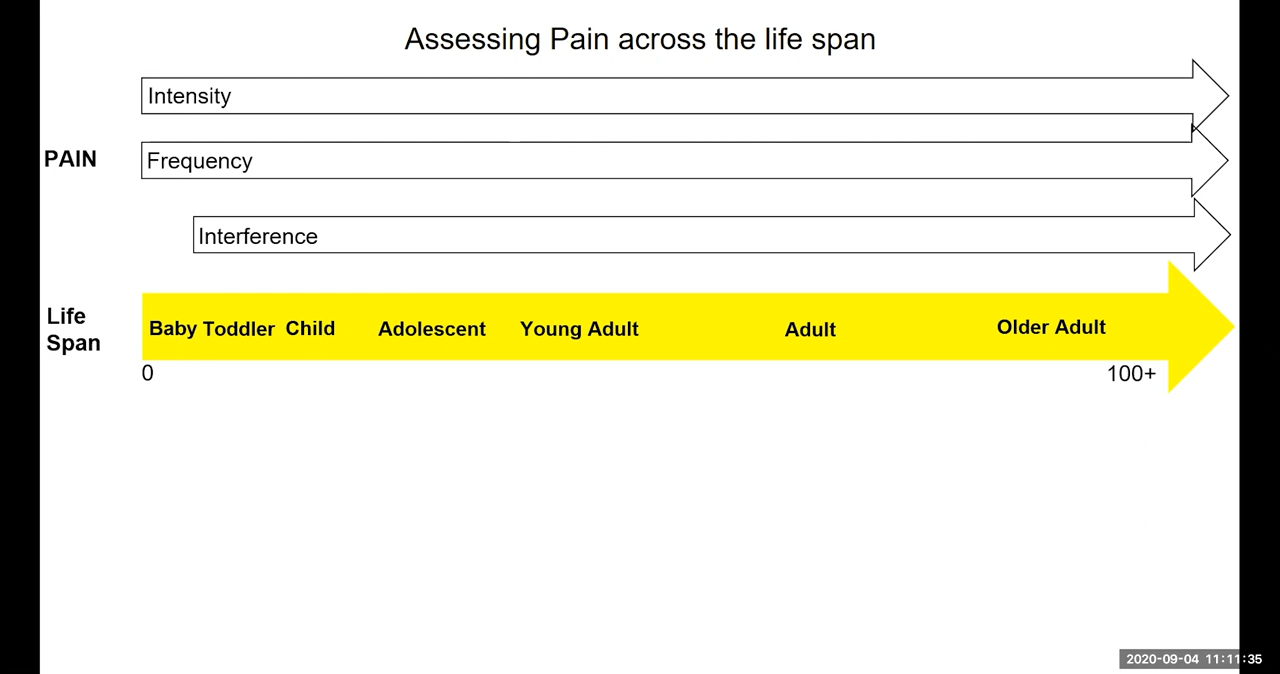 Assessing Pain across the life span
Intensity
PAIN
Frequency
Interference
Life
Span
Baby Toddler Child Adolescent Young Adult Adult Older Adult
0 100+
2020-09-04 11:11:35